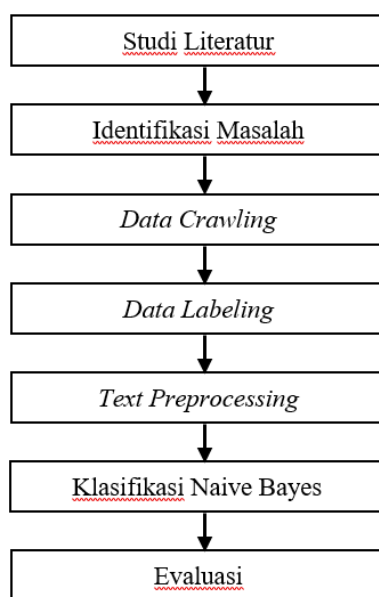 Studi Literatur
Identifikasi Masalah
Data Crawling
Data Labeling
Text Preprocessing
Klasifikasi Naive Bayes
Evaluasi